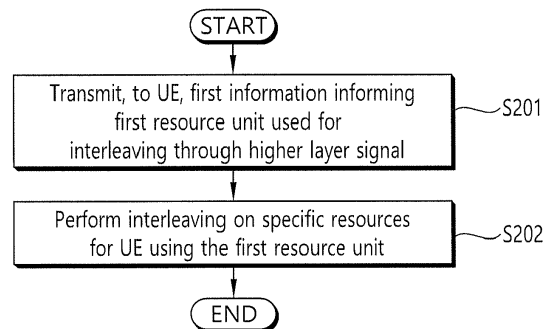 START
Transmit, to UE, first information informing
first resource unit used for
interleaving through higher layer signal
S201
Perform interleaving on specific resources
for UE using the first resource unit
S202
END